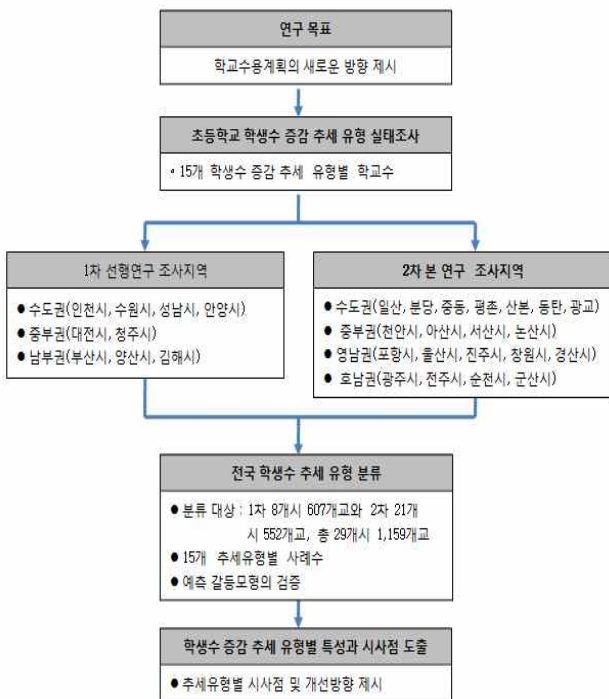 연구 목표
학교수용계획의 새로운 방향 제시
초등학교 학생수 증감 추세 유형 실태조사
• 15개 학생수 증감 추세 유형별 학교수
1차 선형연구 조사지역
● 수도권(인천시, 수원시, 성남시, 안양시)
● 중부권(대전시, 청주시)
● 남부권(부산시, 양산시, 김해시)
2차 본 연구 조사지역
● 수도권(일산, 분당, 중동, 평촌, 산본, 동탄, 광교)
● 중부권(천안시, 아산시, 서산시, 논산시)
● 영남권(포항시, 울산시, 진주시, 창원시, 경산시)
● 호남권(광주시, 전주시, 순천시, 군산시)
전국 학생수 추세 유형 분류
● 분류 대상 : 1차 8개시 607개교와 2차 21개
시 552개교, 총 29개시 1,159개교
● 15개 추세유형별 사례수
● 예측 갈등모형의 검증
학생수 증감 추세 유형별 특성과 시사점 도출
● 추세유형별 시사점 및 개선방향 제시